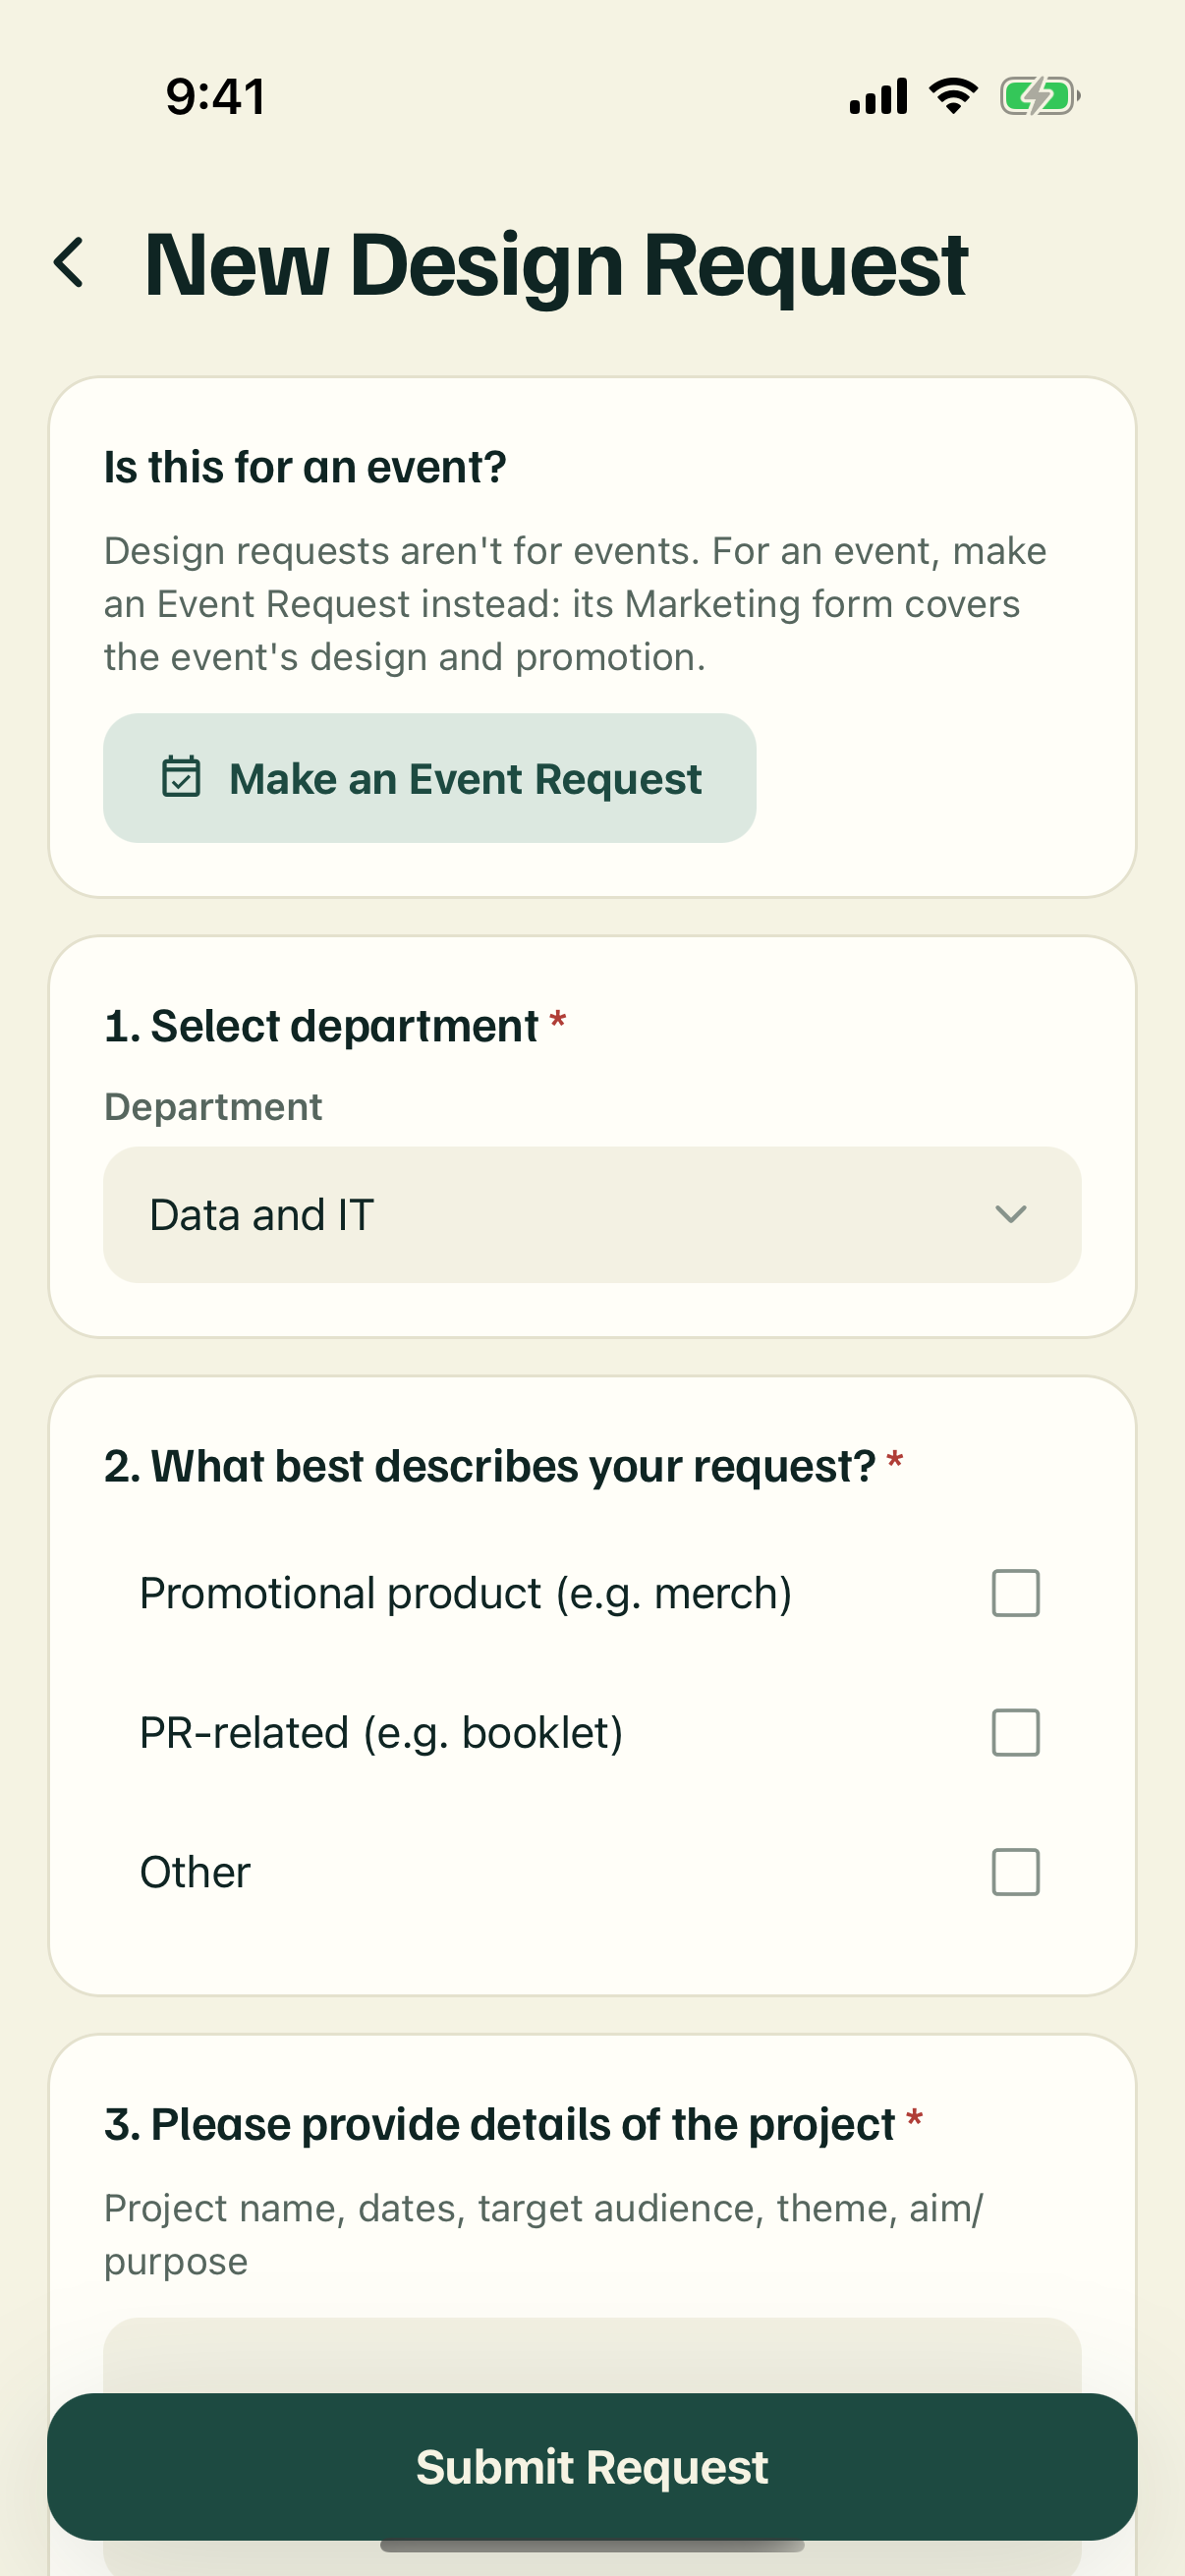 9:41
New Design Request
Is this for an event?
Design requests aren't for events. For an event, make
an Event Request instead: its Marketing form covers
the event's design and promotion.
Make an Event Request
1. Select department *
Department
Data and IT
2. What best describes your request? *
Promotional product (e.g. merch)
PR-related (e.g. booklet)
Other
3. Please provide details of the project *
Project name, dates, target audience, theme, aim/
purpose
Submit Request